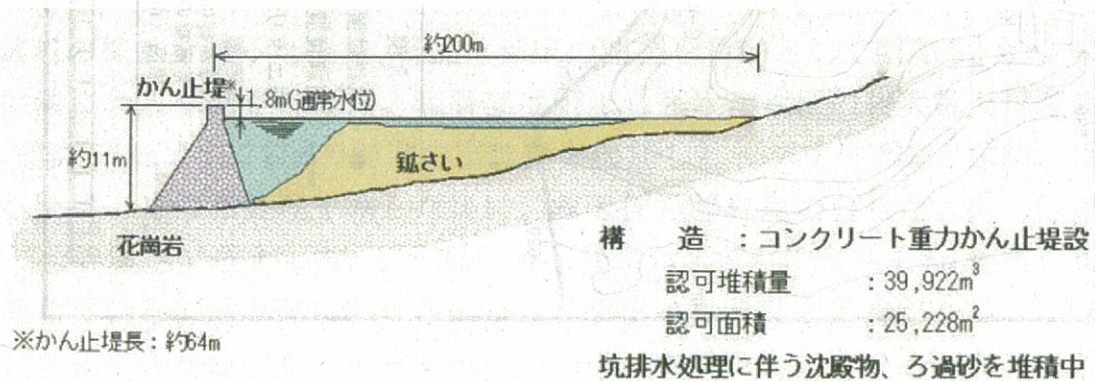 約200m
かん止堤※
1.8m(通常水位)
約11m
鉱さい
花崗岩
構 造 : コンクリート重力かん止堤設
認可堆積量 : 39,922m³
認可面積 : 25,228m²
※かん止堤長 : 約64m
坑排水処理に伴う沈殿物、ろ過砂を堆積中